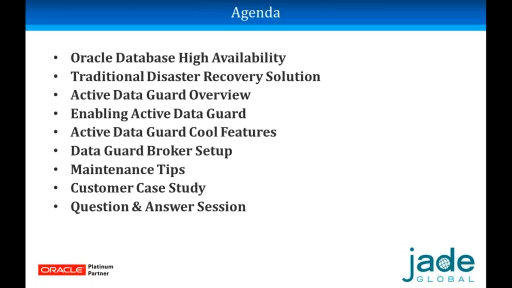 Agenda
• Oracle Database High Availability
• Traditional Disaster Recovery Solution
• Active Data Guard Overview
• Enabling Active Data Guard
• Active Data Guard Cool Features
• Data Guard Broker Setup
• Maintenance Tips
• Customer Case Study
• Question & Answer Session
ORACLE Platinum
Partner
jade
GLOBAL